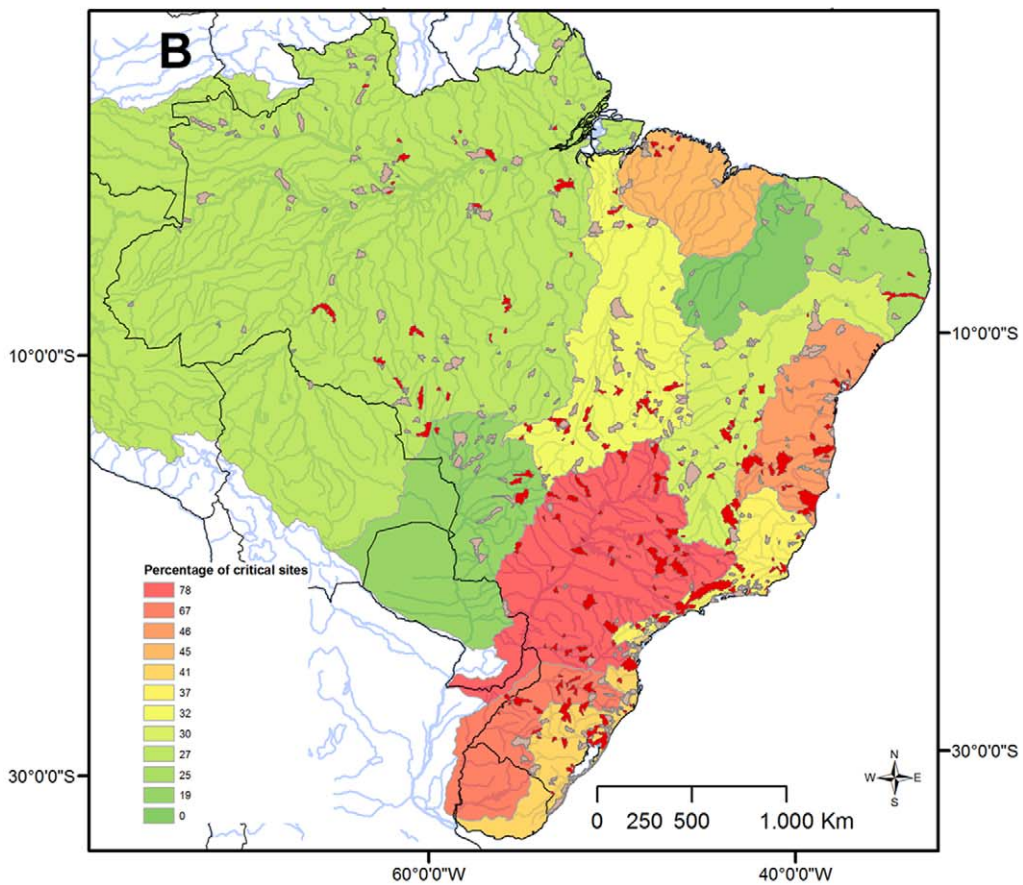 B
10°0'0"S
10°0'0"S
Percentage of critical sites
78
67
46
45
41
37
32
30
27
25
19
0
30°0'0"S
30°0'0"S
N
W E
S
0 250 500 1.000 Km
60°0'0"W
40°0'0"W